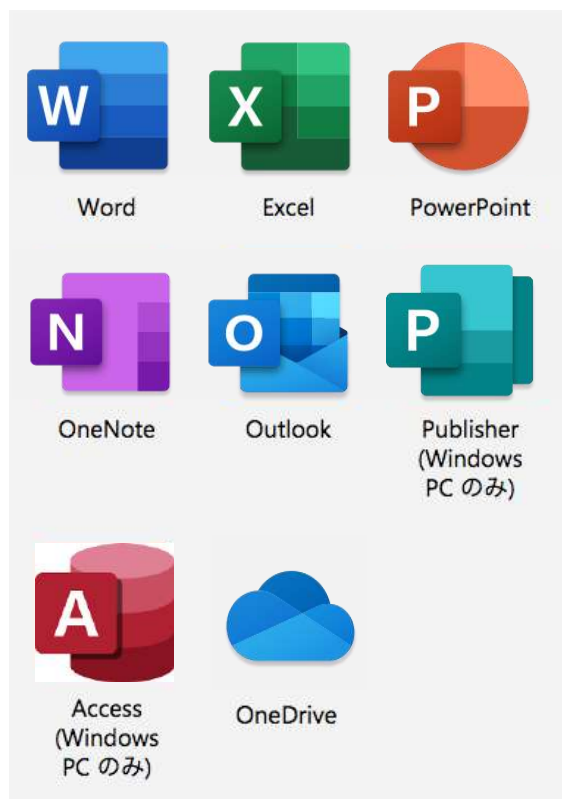 W
X
P
Word
Excel
PowerPoint
N
O
P
OneNote
Outlook
Publisher
(Windows
PC のみ)
A
Access
(Windows
PC のみ)
OneDrive